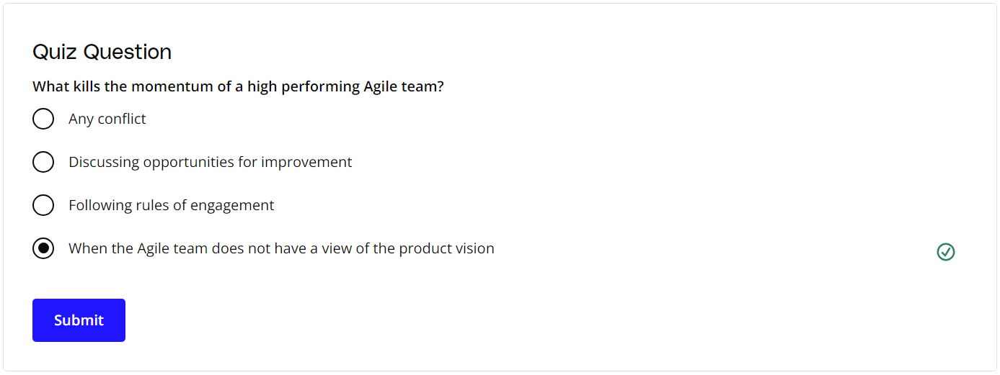 Quiz Question
What kills the momentum of a high performing Agile team?
Any conflict
Discussing opportunities for improvement
Following rules of engagement
When the Agile team does not have a view of the product vision
Submit